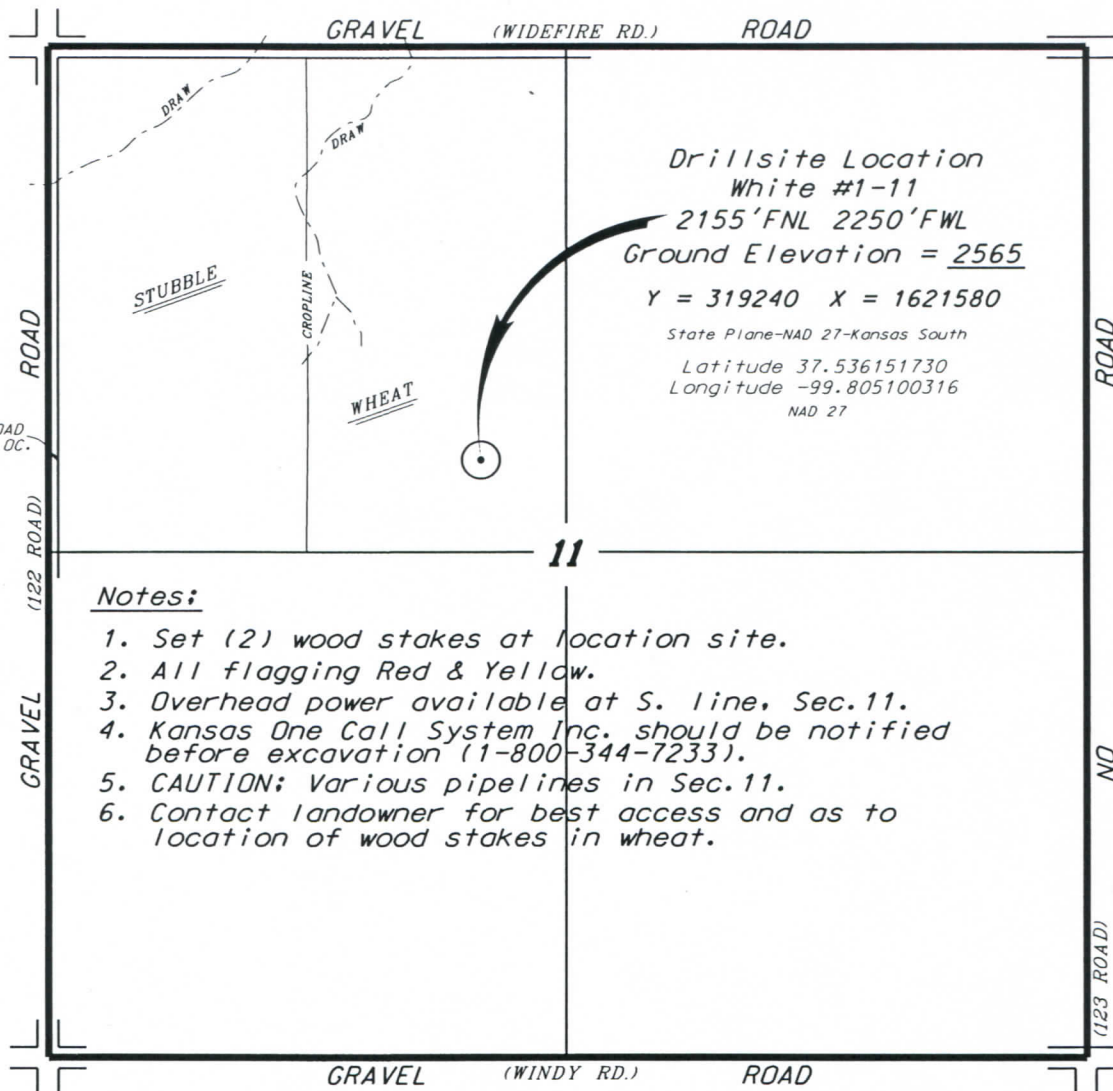 GRAVEL (WIDEFIRE RD.) ROAD
DRAW
DRAW
Drillsite Location
White #1-11
2155'FNL 2250'FWL
Ground Elevation = 2565
Y = 319240 X = 1621580
State Plane-NAD 27-Kansas South
Latitude 37.536151730
Longitude -99.805100316
NAD 27
STUBBLE
CROPLINE
WHEAT
ROAD
(122 ROAD)
GRAVEL
ROAD
NO
(123 ROAD)
11
Notes:
1. Set (2) wood stakes at location site.
2. All flagging Red & Yellow.
3. Overhead power available at S. line, Sec.11.
4. Kansas One Call System Inc. should be notified
before excavation (1-800-344-7233).
5. CAUTION: Various pipelines in Sec.11.
6. Contact landowner for best access and as to
location of wood stakes in wheat.
GRAVEL (WINDY RD.) ROAD